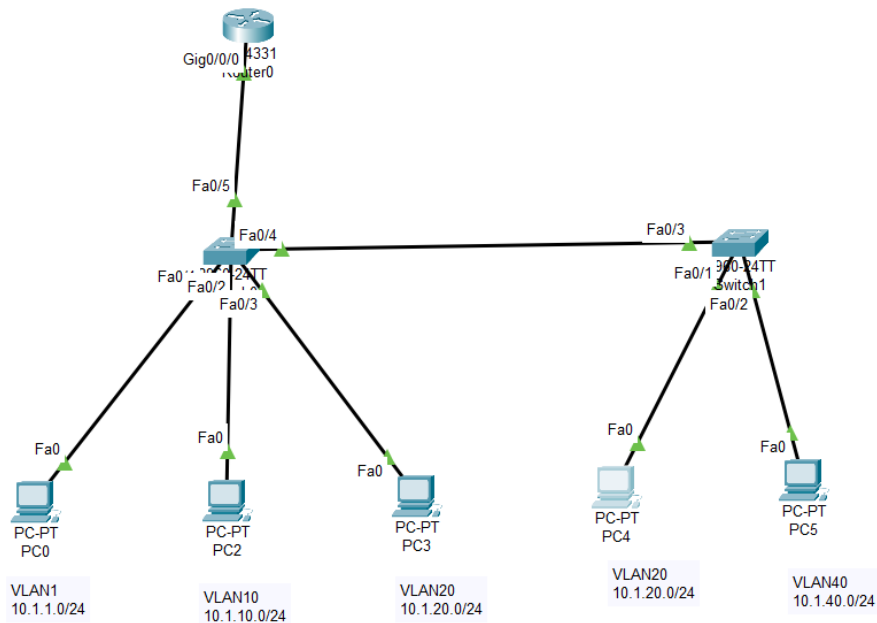 Gig0/0/0
4331
Fa0/5
Fa0/4
Fa0/3
Fa0/2
Fa0/3
Fa0/1
Fa0/2
Fa0
Fa0
Fa0
Fa0
Fa0
PC-PT
PC0
PC-PT
PC2
PC-PT
PC3
PC-PT
PC4
PC-PT
PC5
VLAN1
10.1.1.0/24
VLAN10
10.1.10.0/24
VLAN20
10.1.20.0/24
VLAN20
10.1.20.0/24
VLAN40
10.1.40.0/24